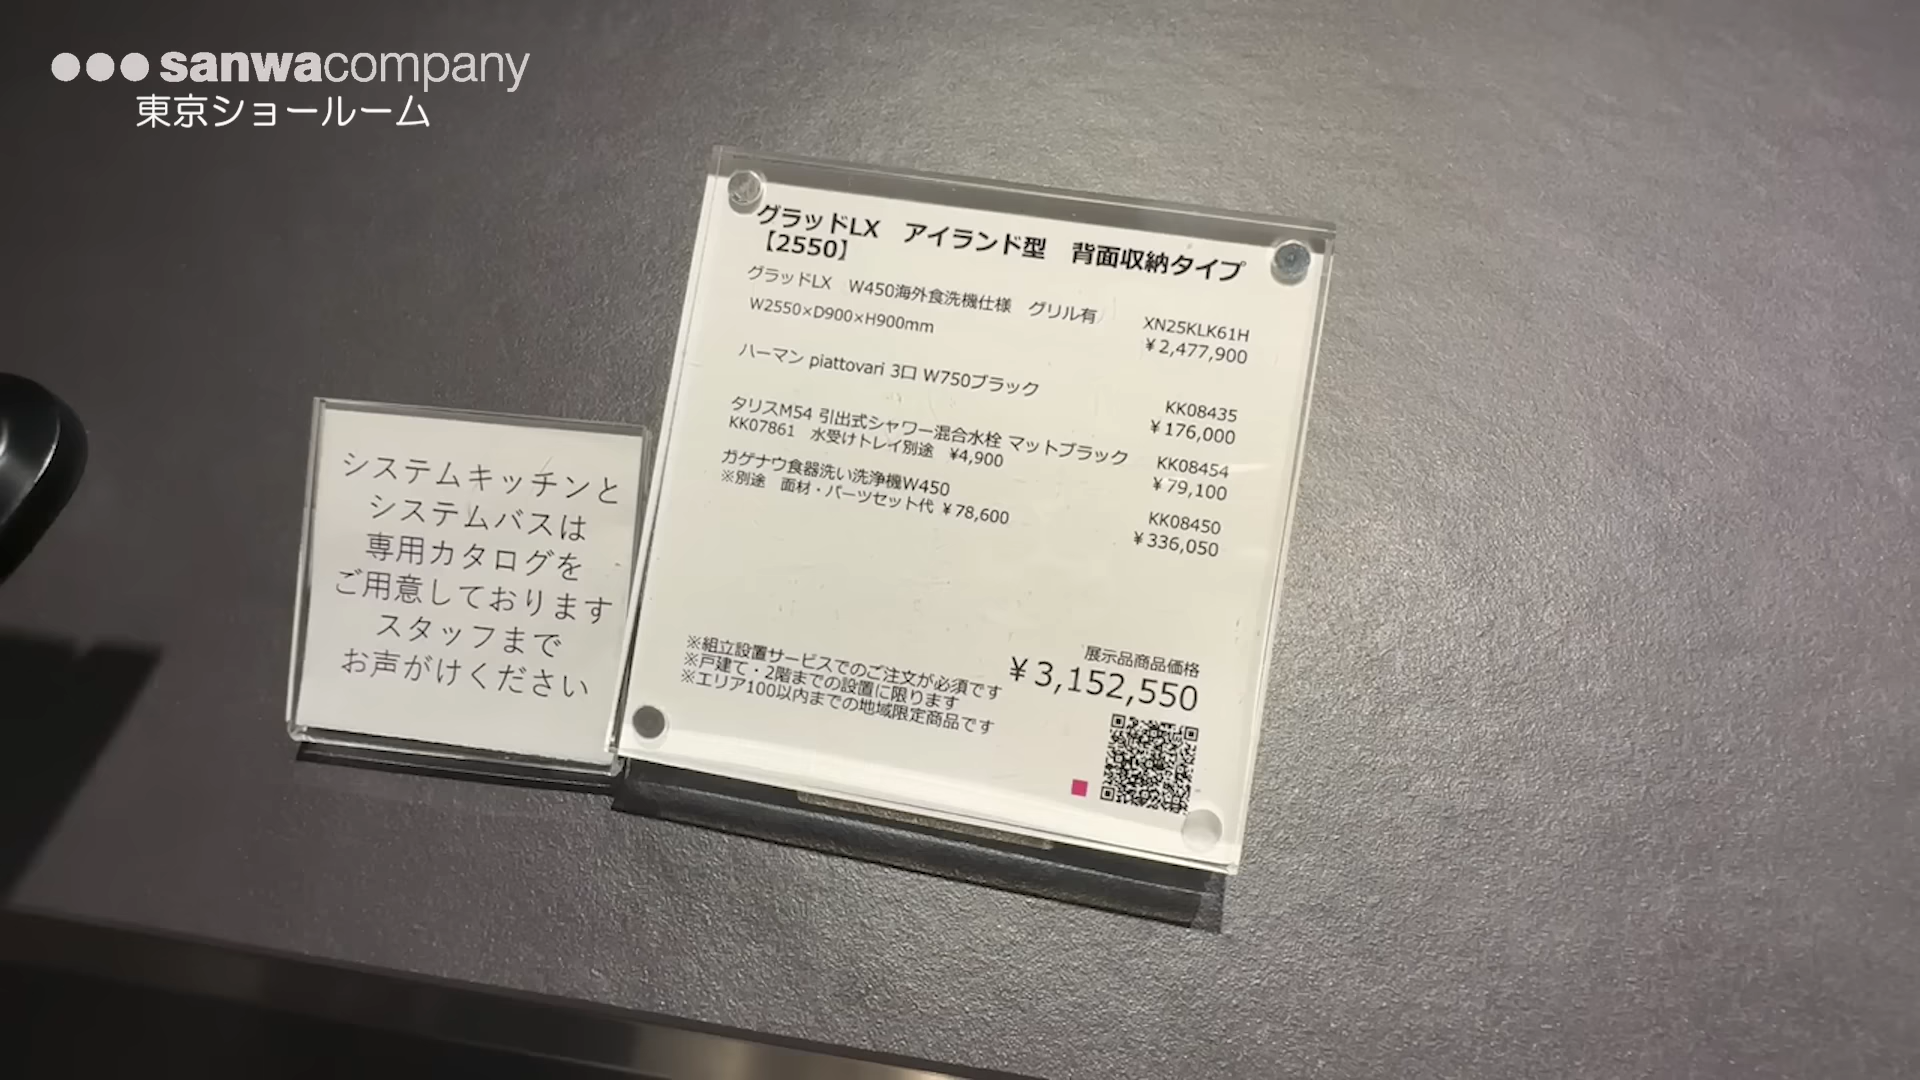 sanwacompany
東京ショールーム
グラッドLX アイランド型 背面収納タイプ
【2550】
グラッドLX W450海外食洗機仕様 グリル有 XN25KLK61H
W2550×D900×H900mm ¥2,477,900
ハーマン piattovari 3口 W750ブラック KK08435
¥176,000
タリスM54 引出式シャワー混合水栓 マットブラック KK08454
KK07861 水受けトレイ別途 ¥4,900 ¥79,100
ガゲナウ食器洗い洗浄機W450 KK08450
※別途 面材・パーツセット代 ¥78,600 ¥336,050
展示品商品価格
¥3,152,550
※組立設置サービスでのご注文が必須です
※戸建て・2階までの設置に限ります
※エリア100以内までの地域限定商品です
システムキッチンと
システムバスは
専用カタログを
ご用意しております
スタッフまで
お声がけください